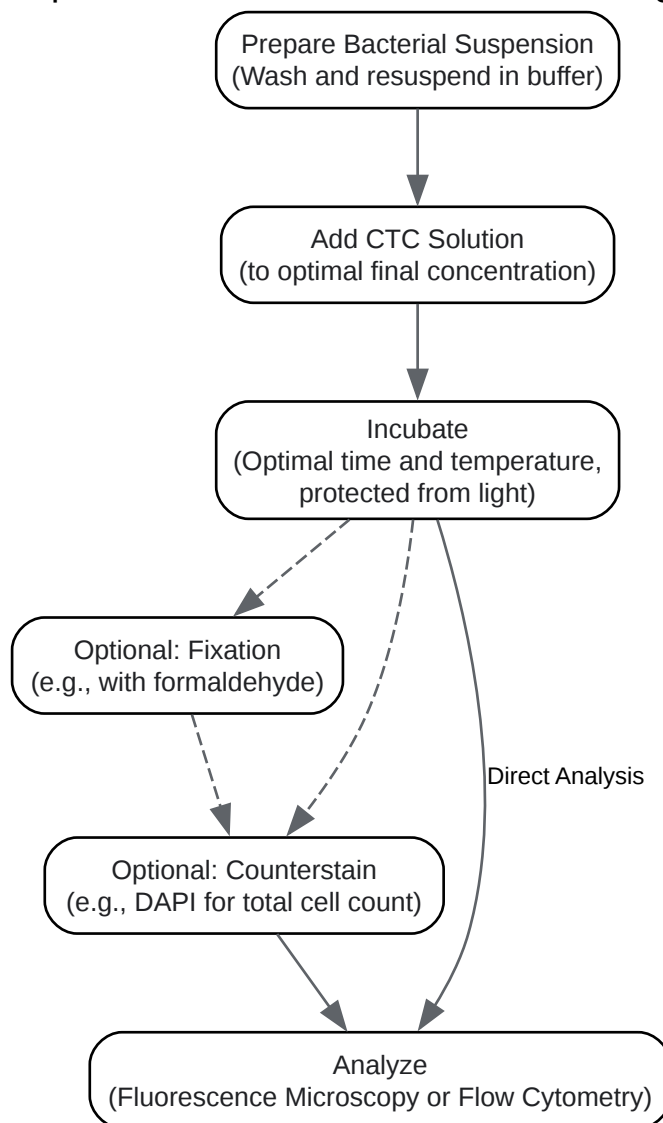 Prepare Bacterial Suspension
(Wash and resuspend in buffer)
Add CTC Solution
(to optimal final concentration)
Incubate
(Optimal time and temperature,
protected from light)
Optional: Fixation
(e.g., with formaldehyde)
Direct Analysis
Optional: Counterstain
(e.g., DAPI for total cell count)
Analyze
(Fluorescence Microscopy or Flow Cytometry)